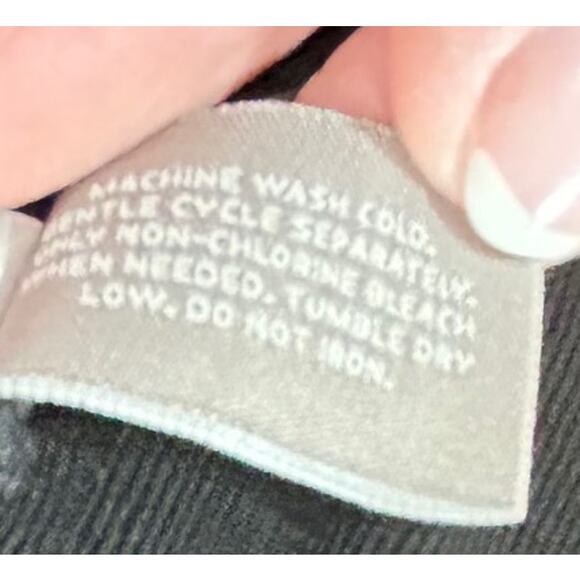 MACHINE WASH COLD.
GENTLE CYCLE SEPARATELY.
ONLY NON-CHLORINE BLEACH
WHEN NEEDED. TUMBLE DRY
LOW. DO NOT IRON.